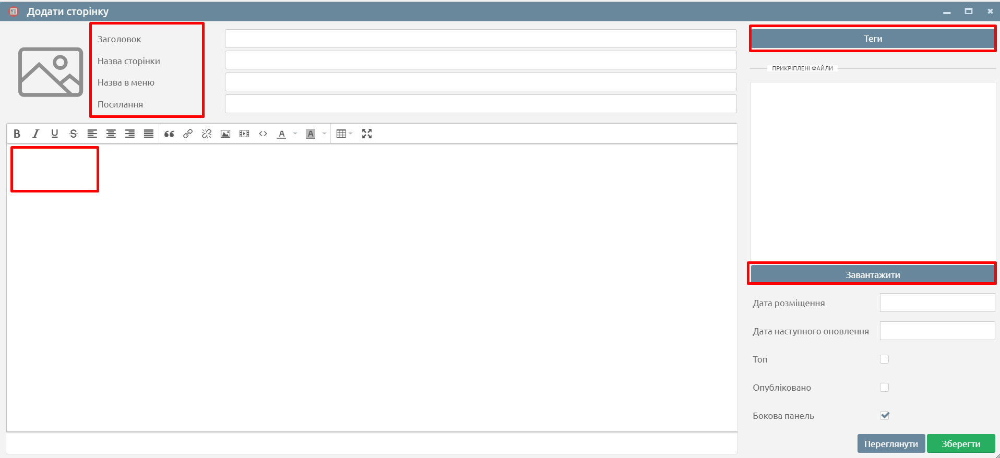 Додати сторінку
Заголовок
Назва сторінки
Назва в меню
Посилання
Теги
ПРИКРІПЛЕНІ ФАЙЛИ
Завантажити
Дата розміщення
Дата наступного оновлення
Топ
Опубліковано
Бокова панель
Переглянути
Зберегти